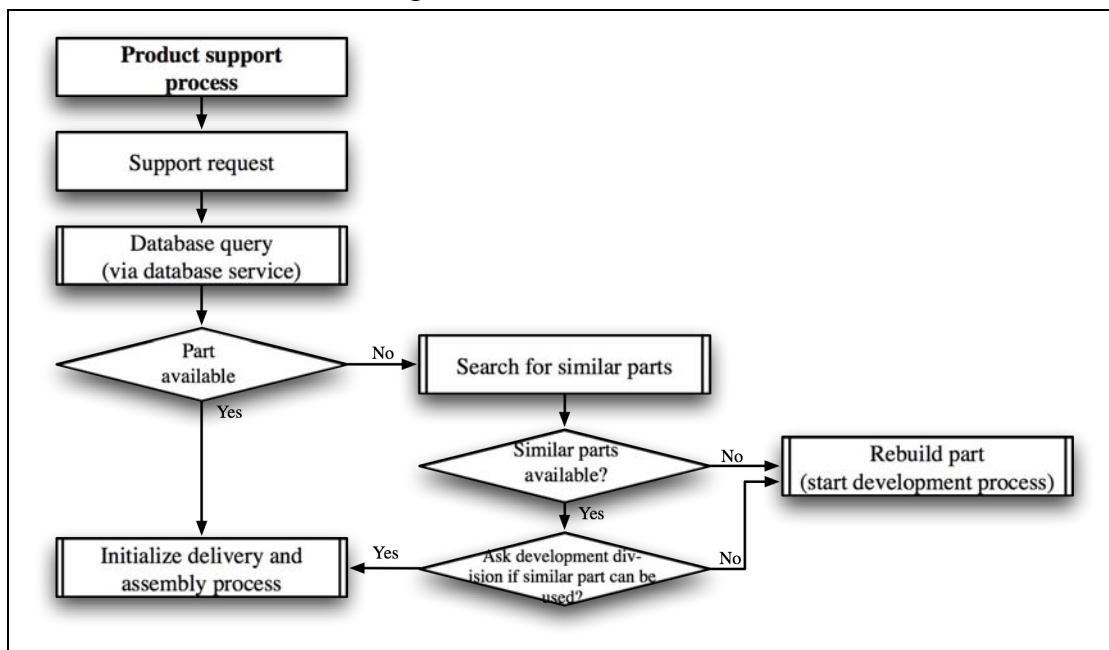 Product support
process
Support request
Database query
(via database service)
Part
available
No
Search for similar parts
Yes
Similar parts
available?
No
Rebuild part
(start development process)
Yes
Initialize delivery and
assembly process
Yes
Ask development div-
ision if similar part can be
used?
No